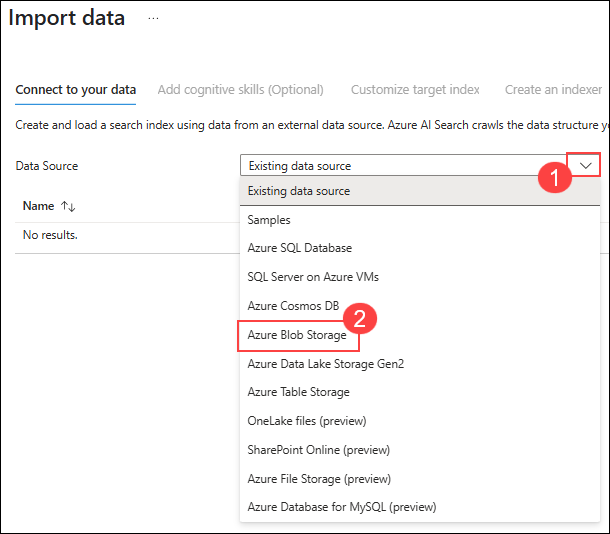 Import data ...
Connect to your data Add cognitive skills (Optional) Customize target index Create an indexer
Create and load a search index using data from an external data source. Azure AI Search crawls the data structure
Data Source Existing data source
1
Existing data source
Name ↑↓
Samples
No results.
Azure SQL Database
SQL Server on Azure VMs
Azure Cosmos DB
2
Azure Blob Storage
Azure Data Lake Storage Gen2
Azure Table Storage
OneLake files (preview)
SharePoint Online (preview)
Azure File Storage (preview)
Azure Database for MySQL (preview)